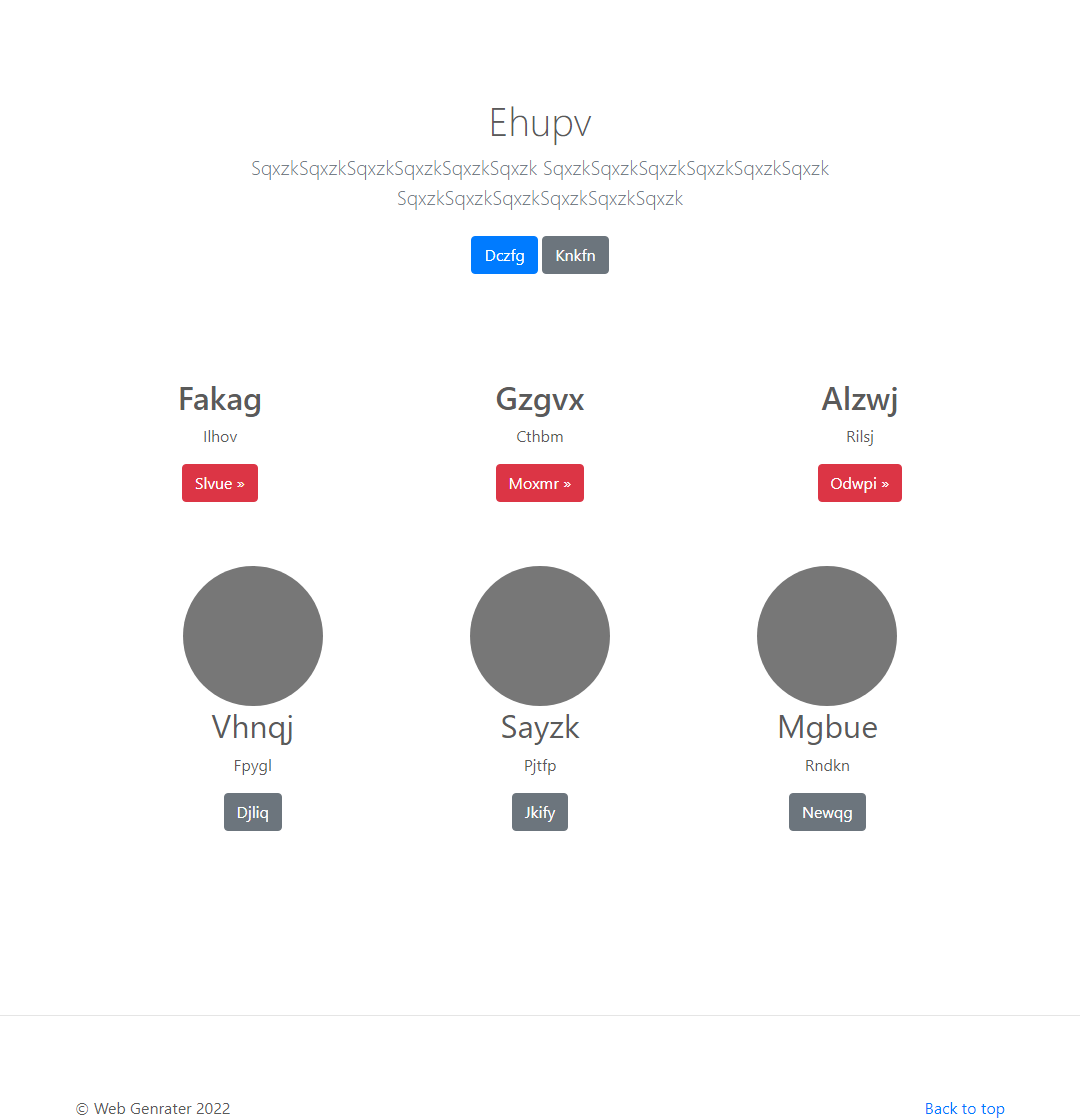 Ehupv
SqxzkSqxzkSqxzkSqxzkSqxzkSqxzk SqxzkSqxzkSqxzkSqxzkSqxzkSqxzk
SqxzkSqxzkSqxzkSqxzkSqxzkSqxzk
Dczfg Knkfn
Fakag Gzgvx Alzwj
Ilhov Cthbm Rilsj
Slvue » Moxmr » Odwpi »
Vhnqj Sayzk Mgbue
Fpygl Pjtfp Rndkn
Djliq Jkify Newqg
© Web Genrater 2022 Back to top